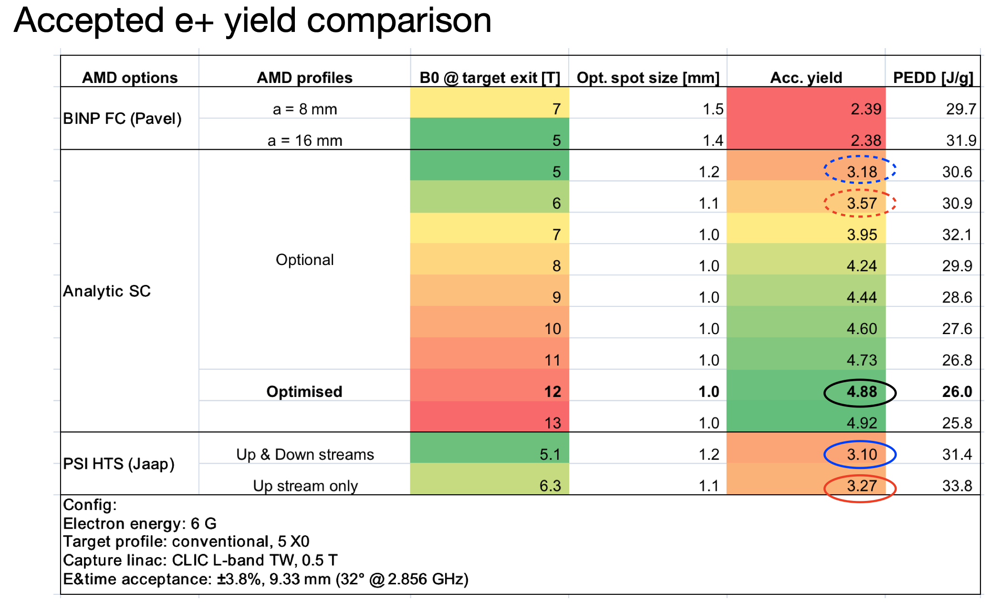 Accepted e+ yield comparison
AMD options AMD profiles B0 @ target exit [T] Opt. spot size [mm] Acc. yield PEDD [J/g]
BINP FC (Pavel) a = 8 mm 7 1.5 2.39 29.7
a = 16 mm 5 1.4 2.38 31.9
Analytic SC Optional 5 1.2 3.18 30.6
6 1.1 3.57 30.9
7 1.0 3.95 32.1
8 1.0 4.24 29.9
9 1.0 4.44 28.6
10 1.0 4.60 27.6
11 1.0 4.73 26.8
Optimised 12 1.0 4.88 26.0
13 1.0 4.92 25.8
PSI HTS (Jaap) Up & Down streams 5.1 1.2 3.10 31.4
Up stream only 6.3 1.1 3.27 33.8
Config:
Electron energy: 6 G
Target profile: conventional, 5 X0
Capture linac: CLIC L-band TW, 0.5 T
E&time acceptance: ±3.8%, 9.33 mm (32° @ 2.856 GHz)